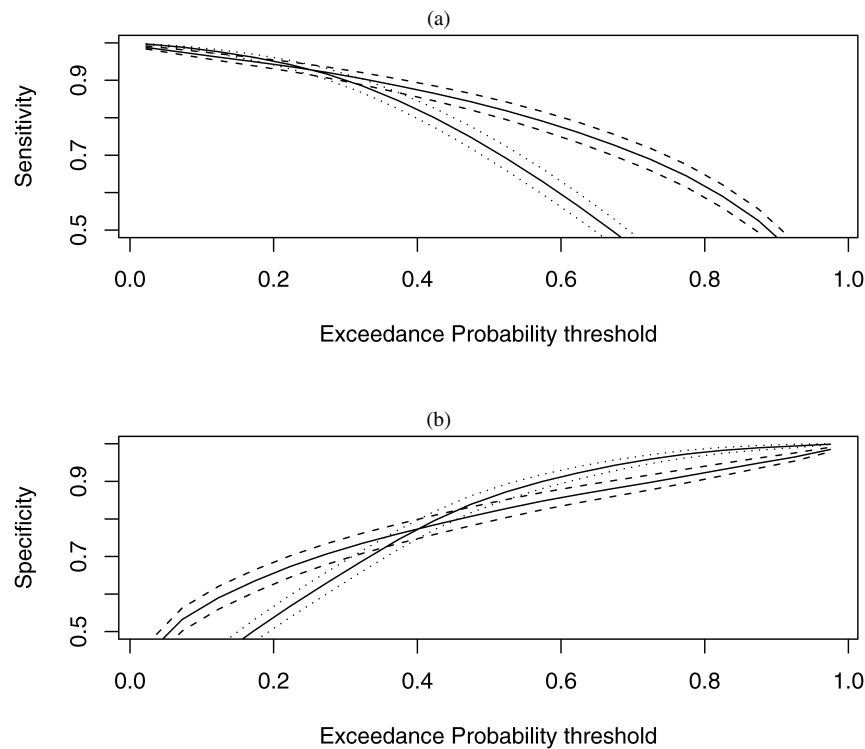 (a)
Sensitivity
0.5 0.7 0.9
0.0 0.2 0.4 0.6 0.8 1.0
Exceedance Probability threshold
(b)
Specificity
0.5 0.7 0.9
0.0 0.2 0.4 0.6 0.8 1.0
Exceedance Probability threshold